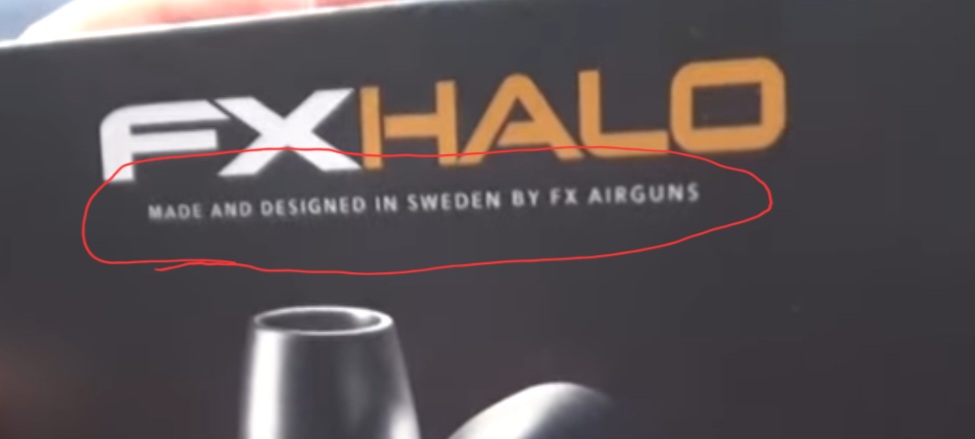 FXHALO
MADE AND DESIGNED IN SWEDEN BY FX AIRGUNS